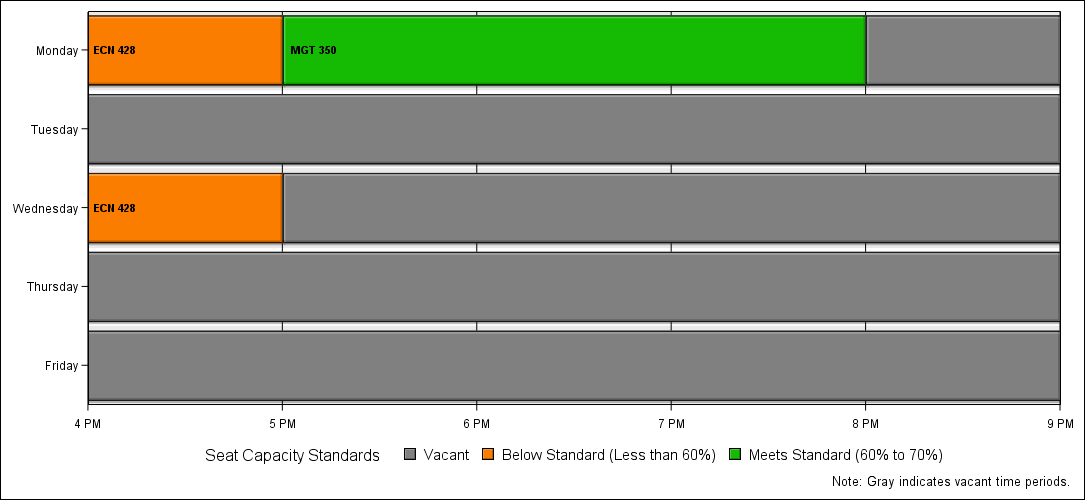 Monday
ECN 428
MGT 350
Tuesday
Wednesday
ECN 428
Thursday
Friday
4 PM 5 PM 6 PM 7 PM 8 PM 9 PM
Seat Capacity Standards Vacant Below Standard (Less than 60%) Meets Standard (60% to 70%)
Note: Gray indicates vacant time periods.